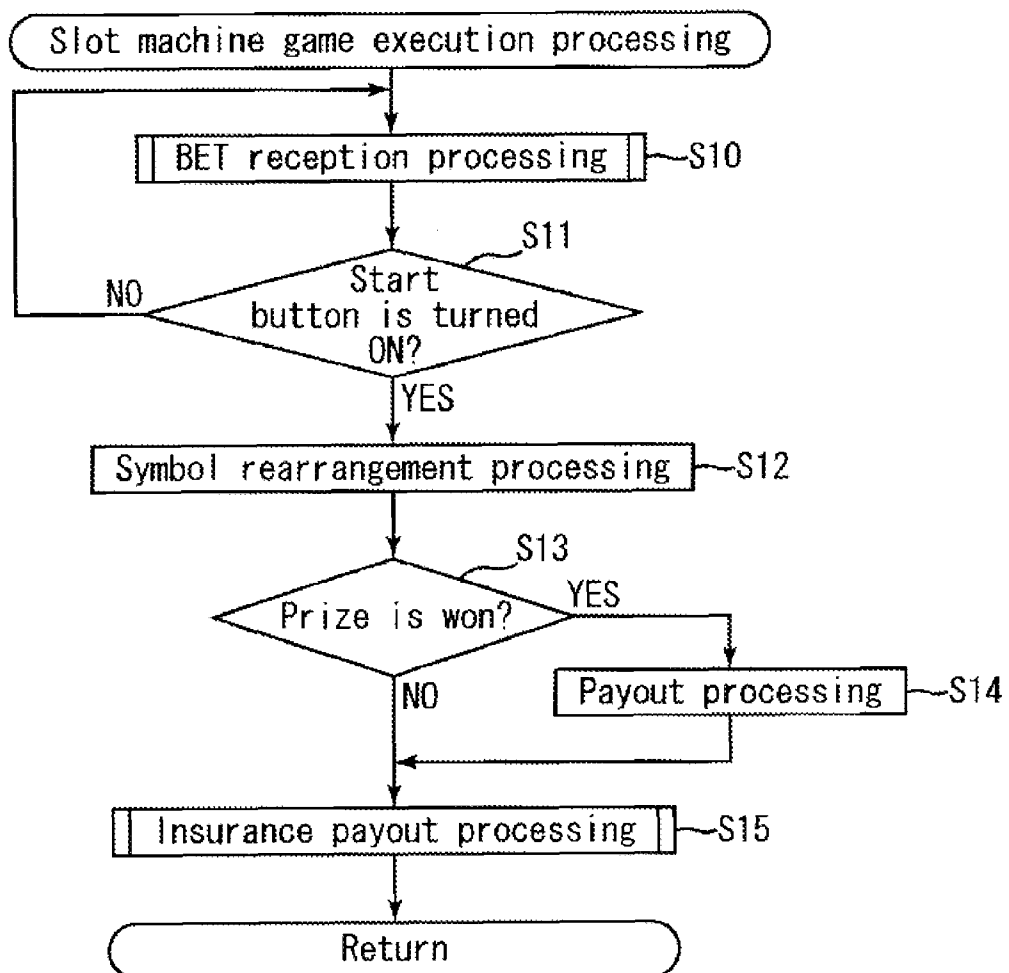 Slot machine game execution processing
BET reception processing
S10
S11
Start
button is turned
ON?
NO
YES
Symbol rearrangement processing
S12
S13
Prize is won?
YES
NO
Payout processing
S14
Insurance payout processing
S15
Return